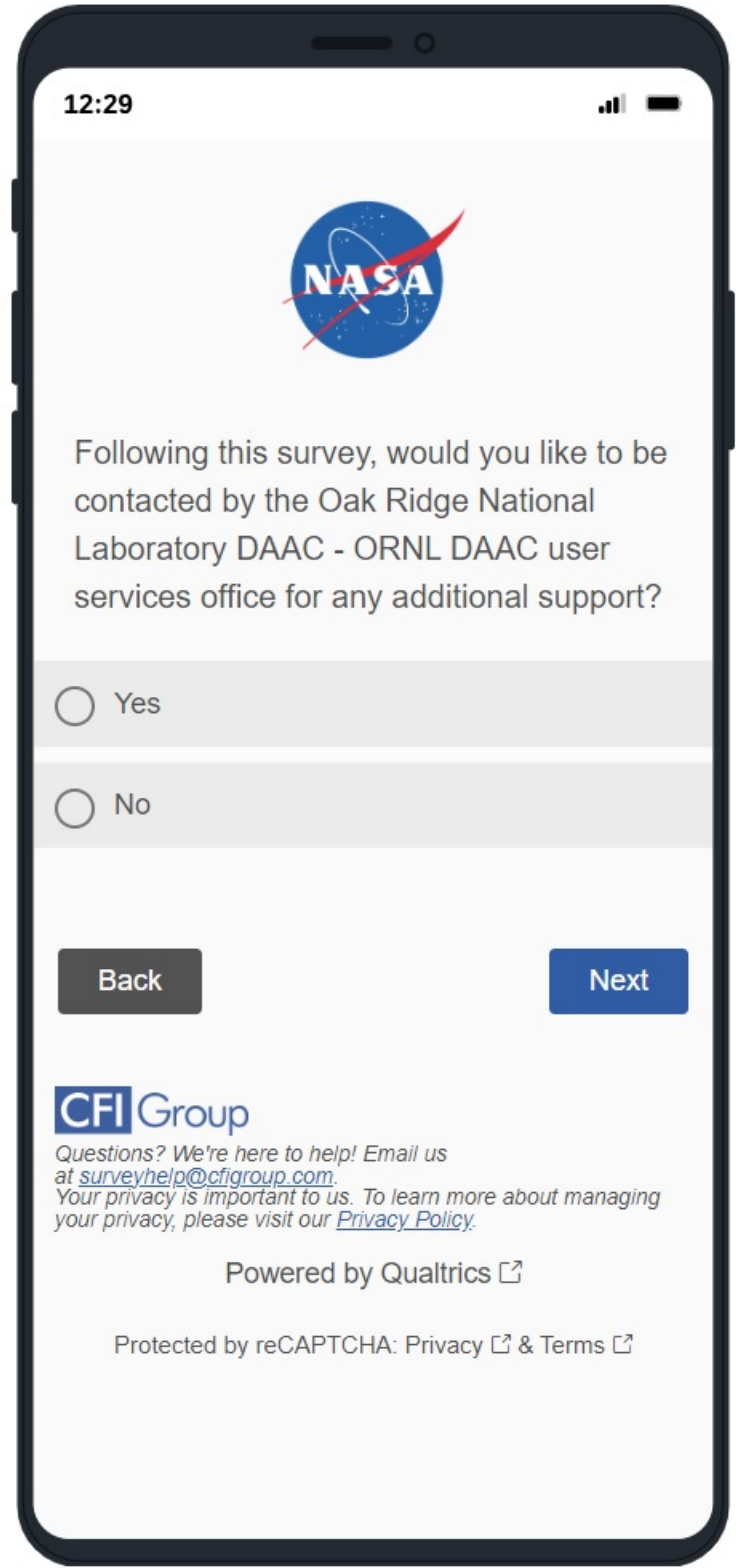 12:29
NASA
Following this survey, would you like to be
contacted by the Oak Ridge National
Laboratory DAAC - ORNL DAAC user
services office for any additional support?
Yes
No
Back
Next
CFI Group
Questions? We're here to help! Email us
at surveyhelp@cfigroup.com.
Your privacy is important to us. To learn more about managing
your privacy, please visit our Privacy Policy.
Powered by Qualtrics
Protected by reCAPTCHA: Privacy & Terms